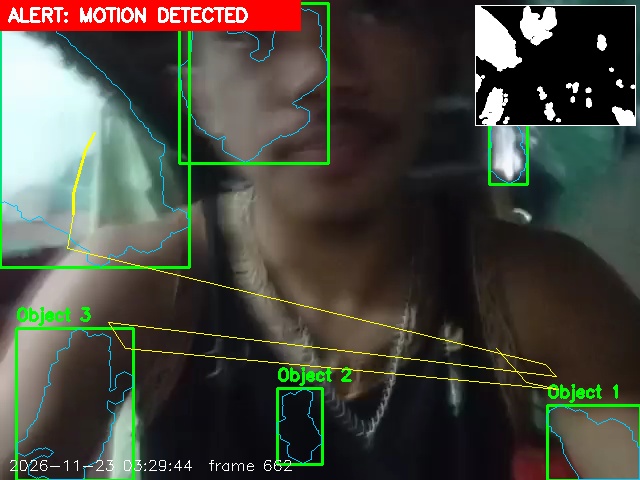 ALERT: MOTION DETECTED
Object 3
Object 2
Object 1
2026-11-23 03:29:44 frame 662